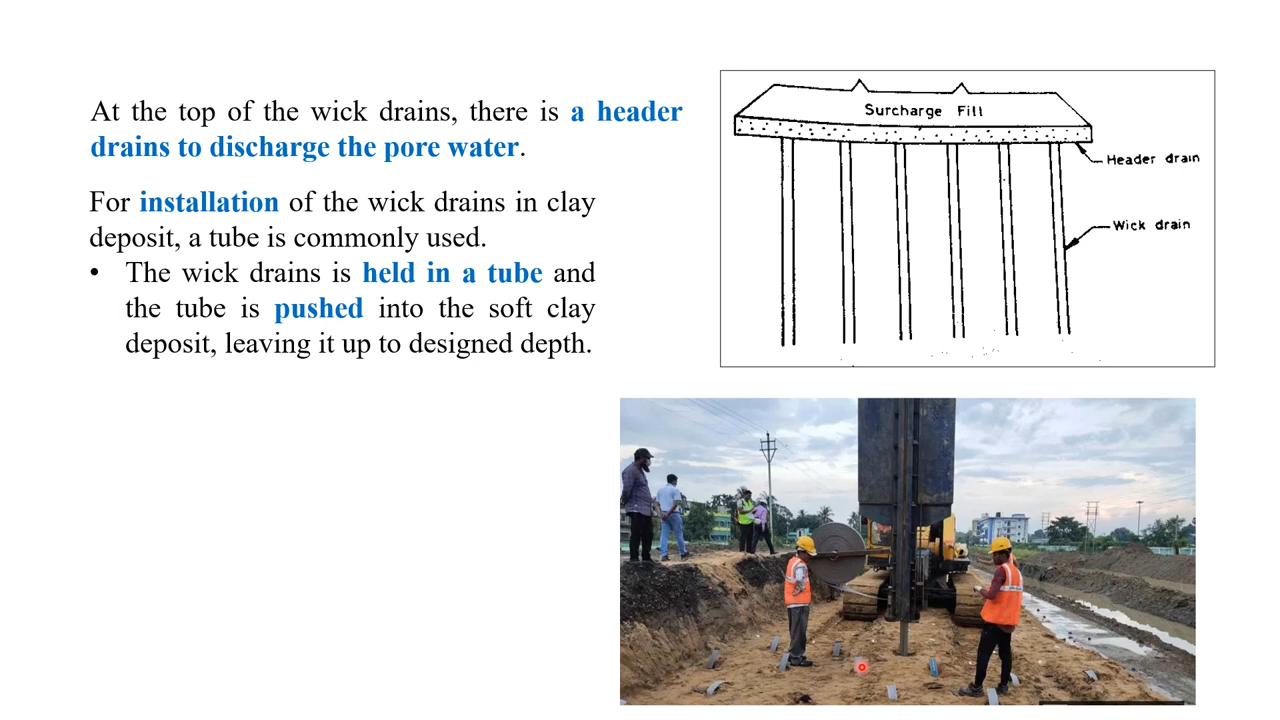 At the top of the wick drains, there is a header
drains to discharge the pore water.
For installation of the wick drains in clay
deposit, a tube is commonly used.
• The wick drains is held in a tube and
the tube is pushed into the soft clay
deposit, leaving it up to designed depth.
Surcharge Fill
Header drain
Wick drain